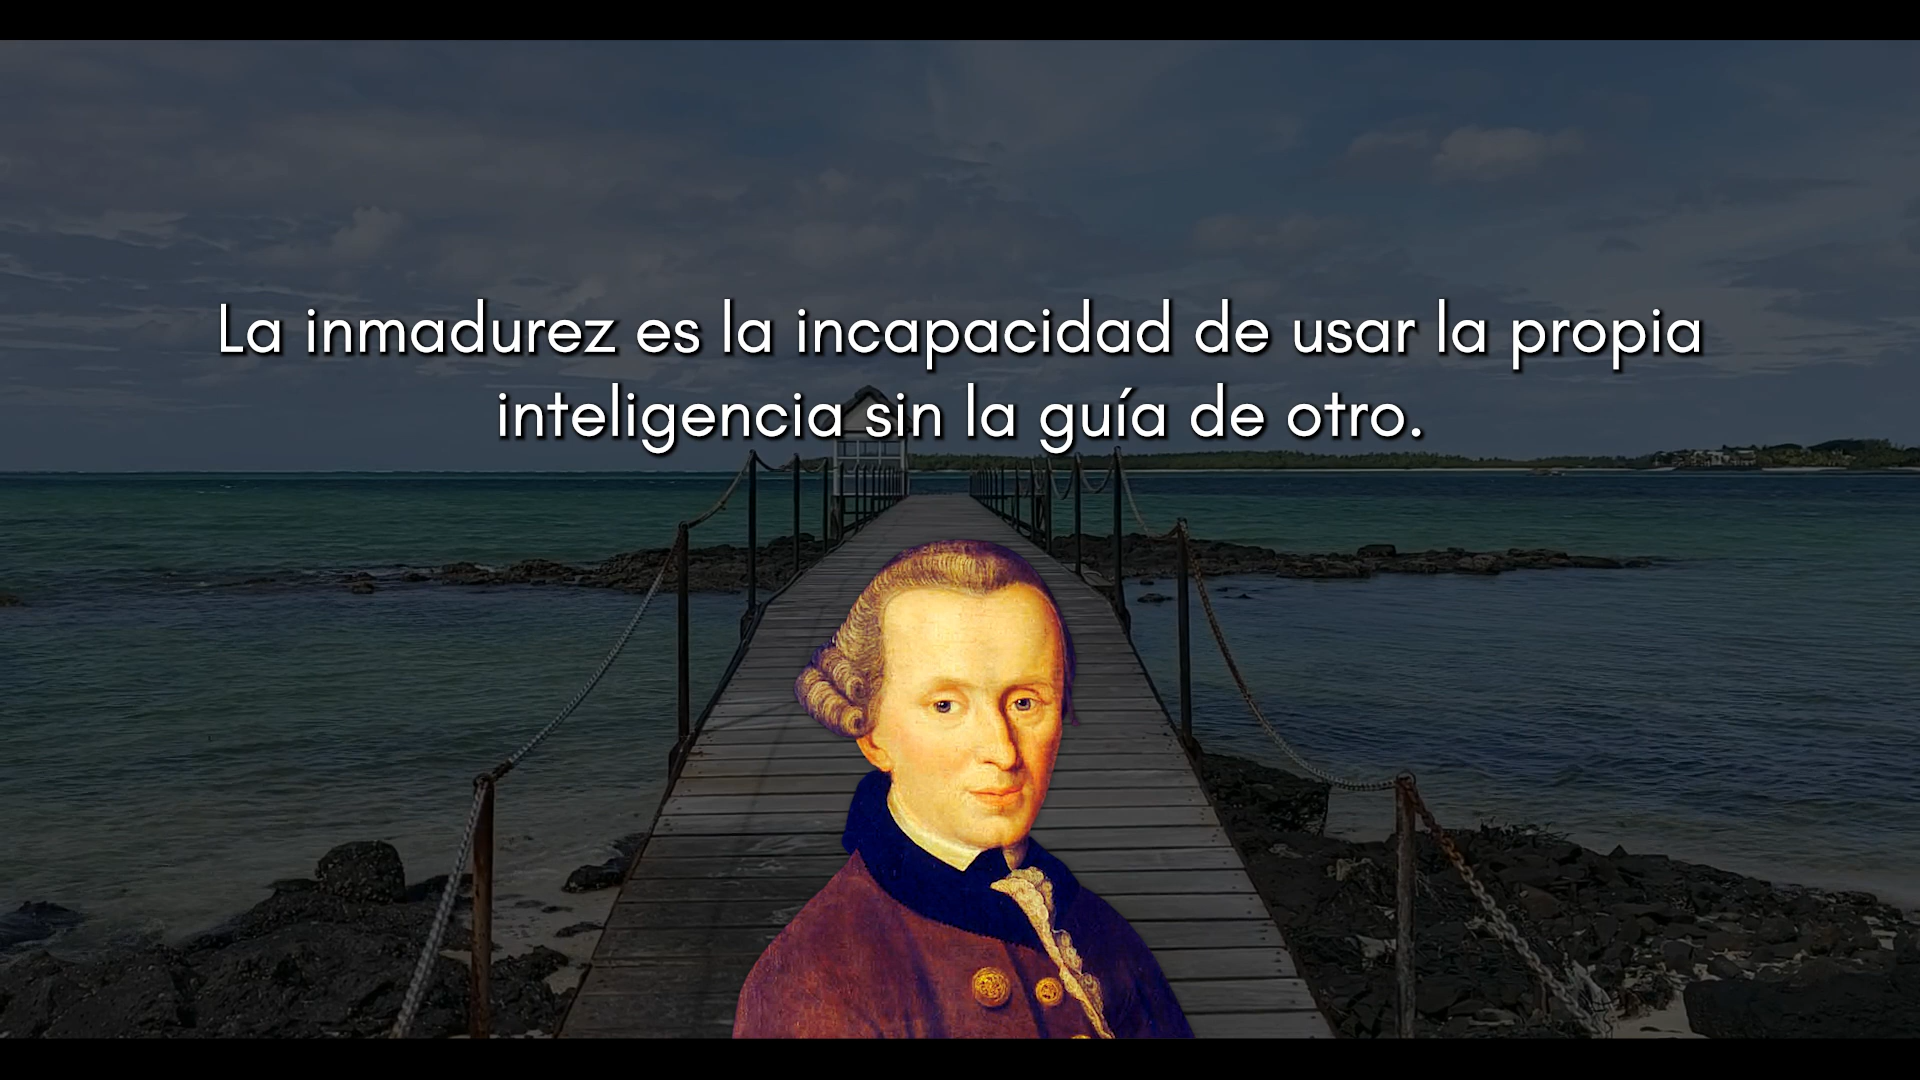 La inmadurez es la incapacidad de usar la propia
inteligencia sin la guía de otro.